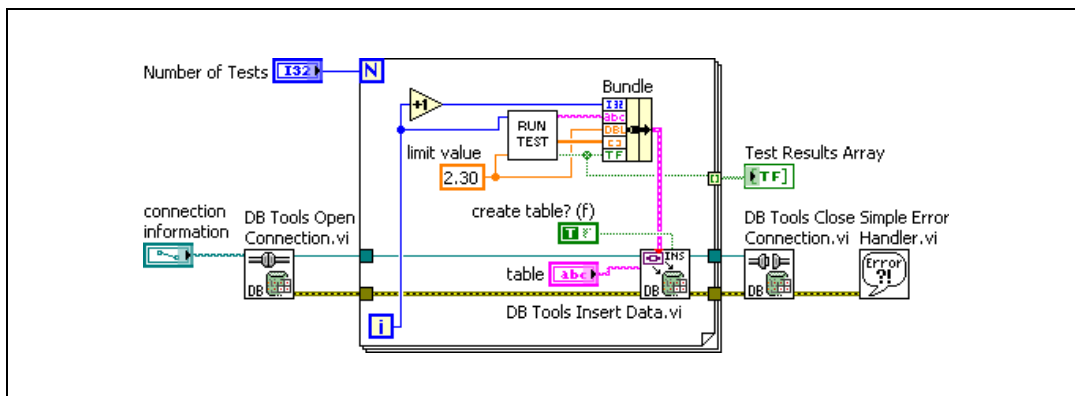 Number of Tests
I32
N
Bundle
+1
I32
abc
DBL
[ ]
TF
RUN
TEST
limit value
2.30
Test Results Array
TF]
create table? (f)
T
connection
information
DB Tools Open
Connection.vi
DB
table
abc
INS
DB
DB Tools Insert Data.vi
DB Tools Close
Connection.vi
DB
Simple Error
Handler.vi
Error
?!
i